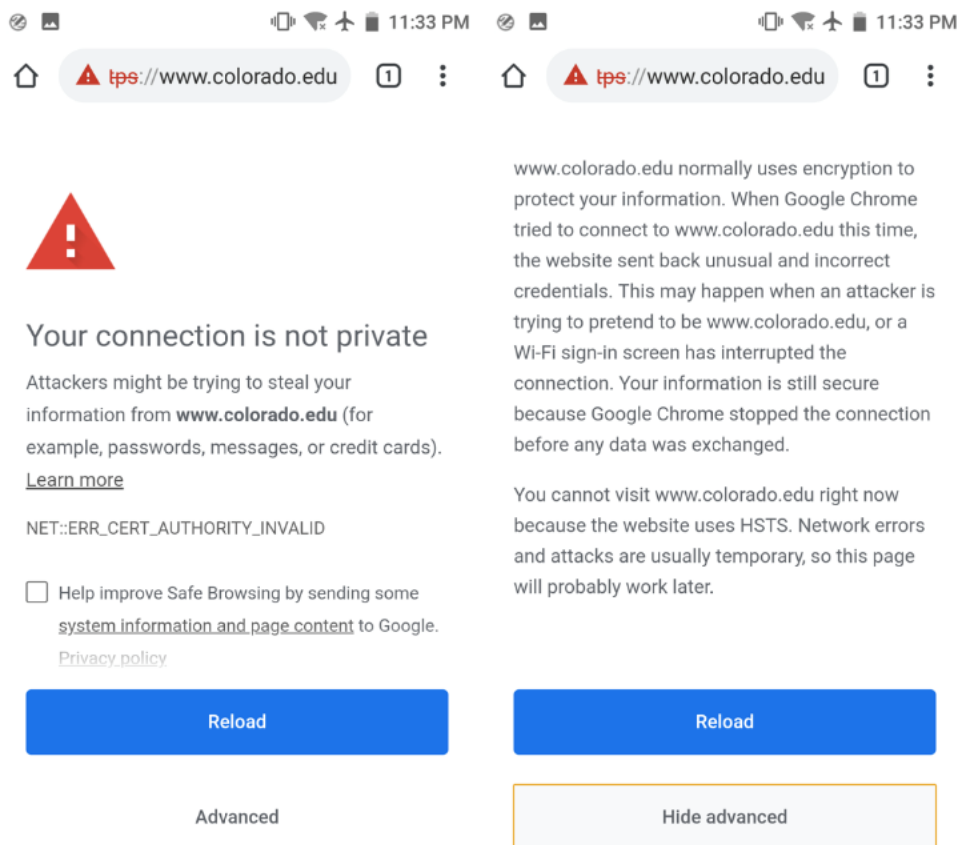 11:33 PM
tps://www.colorado.edu
1
Your connection is not private
Attackers might be trying to steal your
information from www.colorado.edu (for
example, passwords, messages, or credit cards).
Learn more
NET::ERR_CERT_AUTHORITY_INVALID
Help improve Safe Browsing by sending some
system information and page content to Google.
Privacy policy
Reload
Advanced
11:33 PM
tps://www.colorado.edu
1
www.colorado.edu normally uses encryption to
protect your information. When Google Chrome
tried to connect to www.colorado.edu this time,
the website sent back unusual and incorrect
credentials. This may happen when an attacker is
trying to pretend to be www.colorado.edu, or a
Wi-Fi sign-in screen has interrupted the
connection. Your information is still secure
because Google Chrome stopped the connection
before any data was exchanged.
You cannot visit www.colorado.edu right now
because the website uses HSTS. Network errors
and attacks are usually temporary, so this page
will probably work later.
Reload
Hide advanced